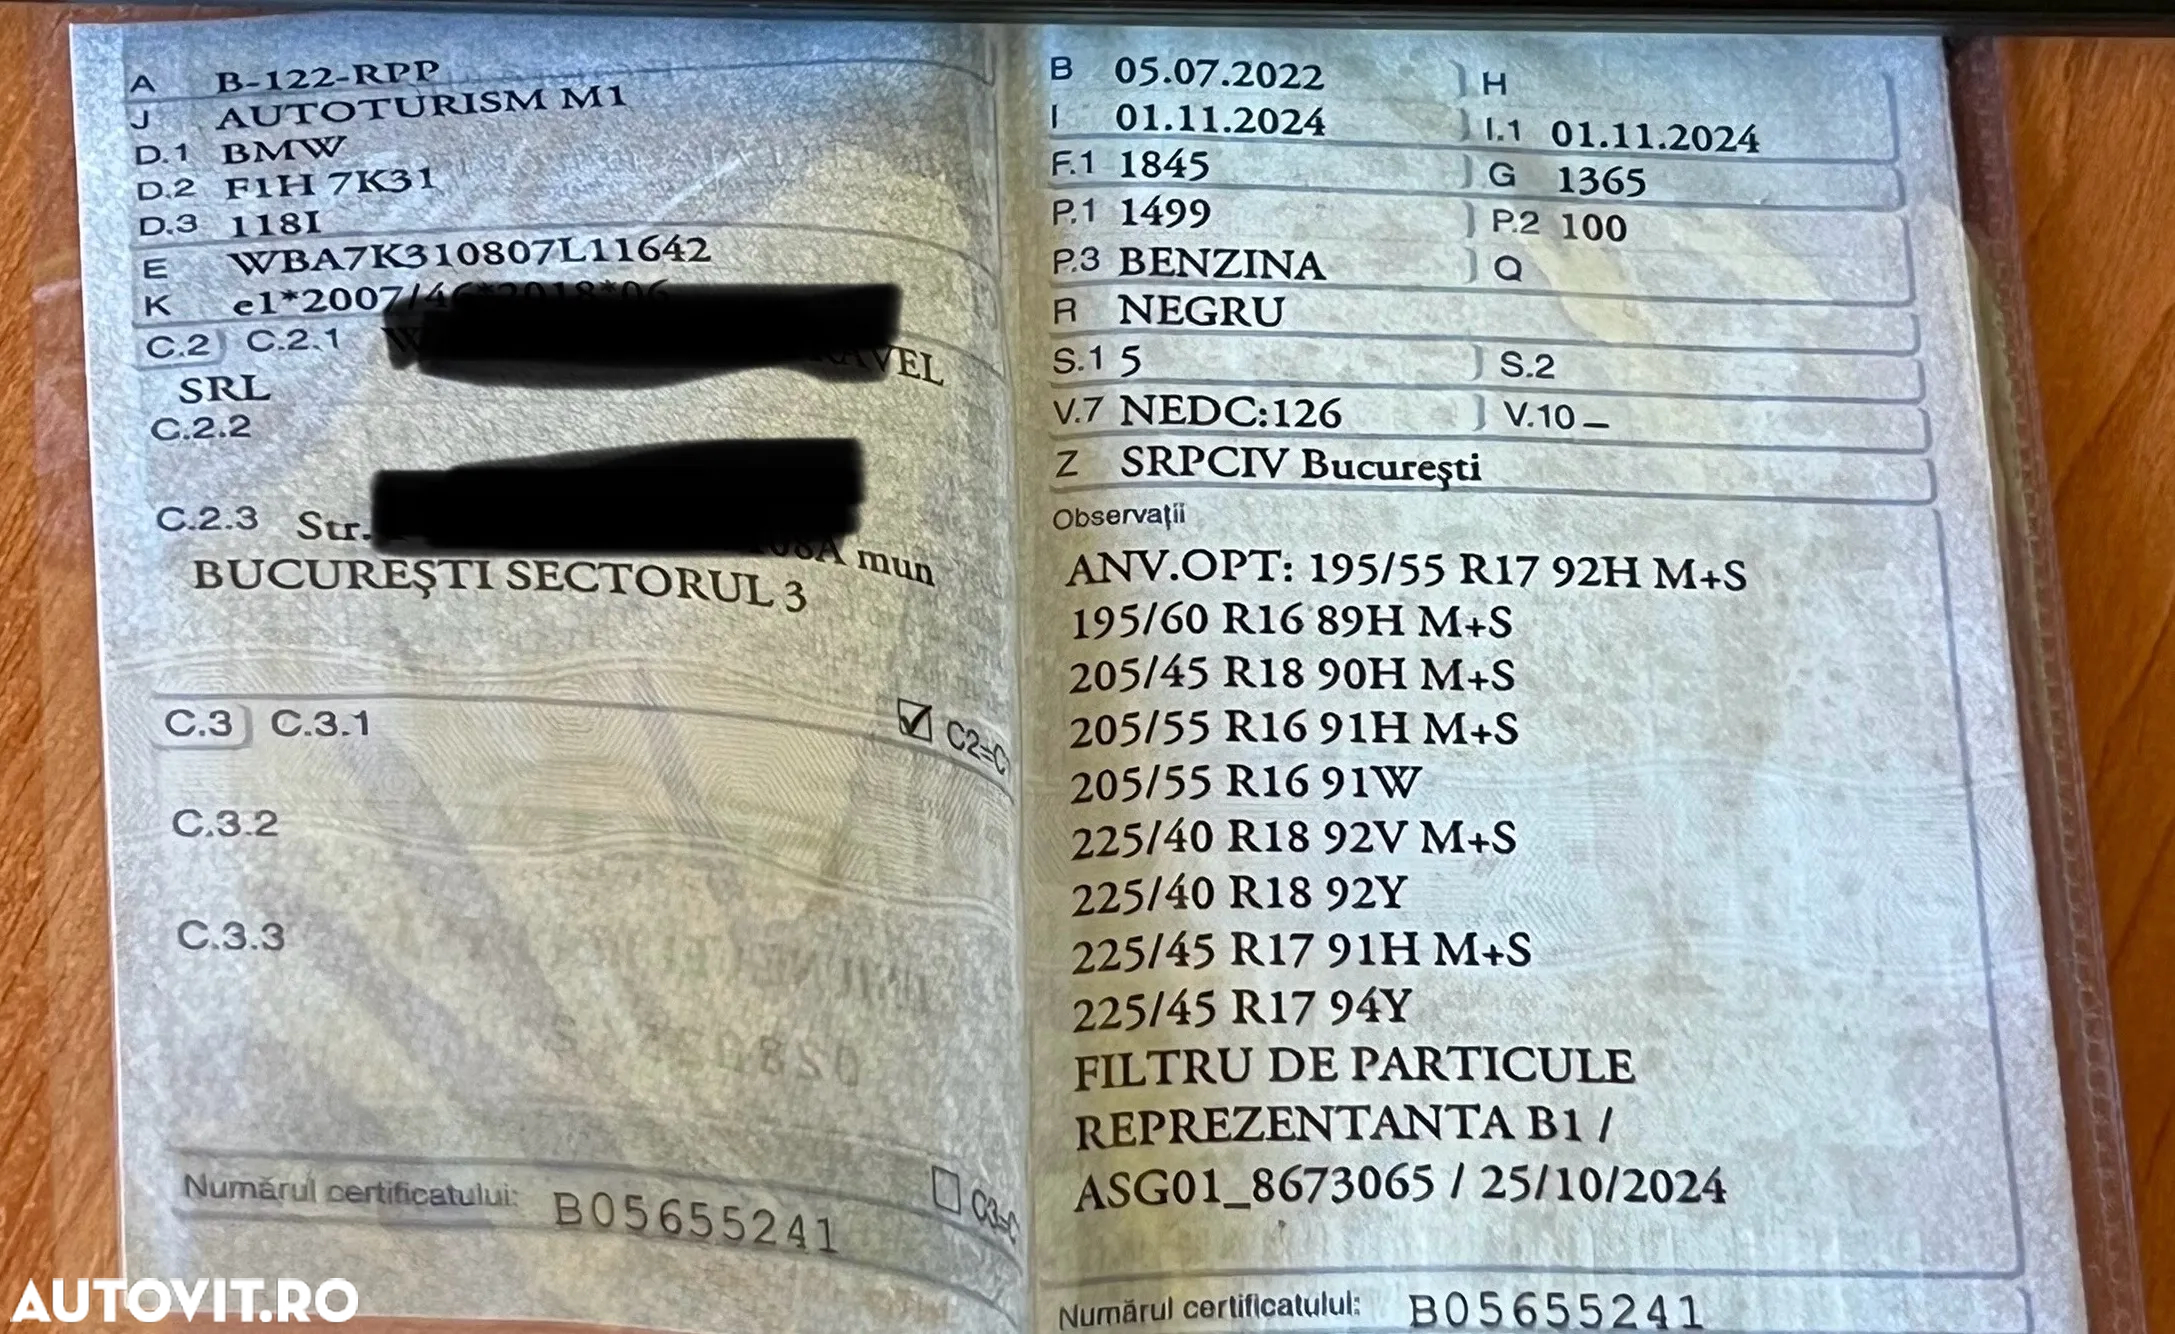 A B-122-RPP
J AUTOTURISM M1
D.1 BMW
D.2 F1H 7K31
D.3 118I
E WBA7K310807L11642
K e1*2007/46*2018*06
C.2 C.2.1
SRL
C.2.2
C.2.3 Str. mun
BUCUREŞTI SECTORUL 3
C.3 C.3.1 C2=C
C.3.2
C.3.3
Numărul certificatului: B05655241 C3=C
B 05.07.2022 H
I 01.11.2024 I.1 01.11.2024
F.1 1845 G 1365
P.1 1499 P.2 100
P.3 BENZINA Q
R NEGRU
S.1 5 S.2
V.7 NEDC:126 V.10 –
Z SRPCIV Bucureşti
Observaţii
ANV.OPT: 195/55 R17 92H M+S
195/60 R16 89H M+S
205/45 R18 90H M+S
205/55 R16 91H M+S
205/55 R16 91W
225/40 R18 92V M+S
225/40 R18 92Y
225/45 R17 91H M+S
225/45 R17 94Y
FILTRU DE PARTICULE
REPREZENTANTA B1 /
ASG01_8673065 / 25/10/2024
Numărul certificatului: B05655241
AUTOVIT.RO